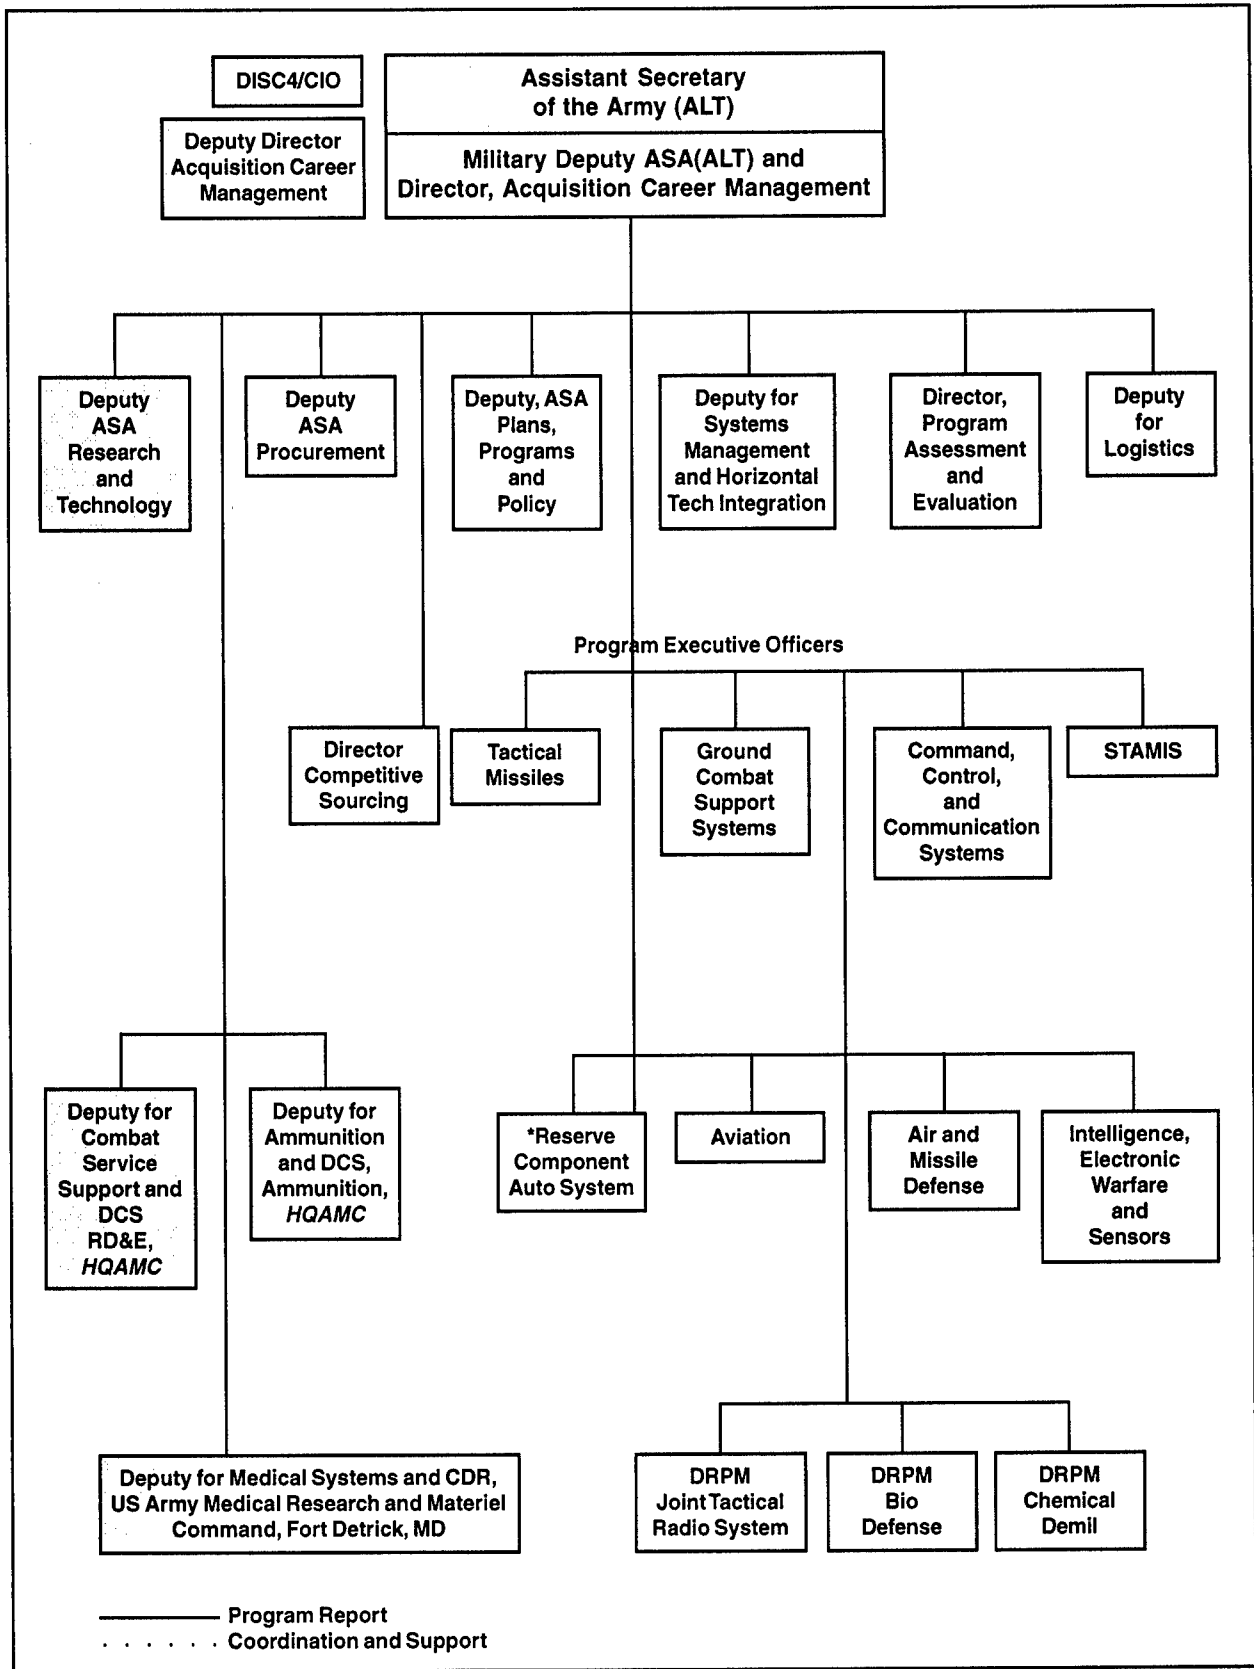 DISC4/CIO
Assistant Secretary
of the Army (ALT)
Deputy Director
Acquisition Career
Management
Military Deputy ASA(ALT) and
Director, Acquisition Career Management
Deputy
ASA
Research
and
Technology
Deputy
ASA
Procurement
Deputy, ASA
Plans,
Programs
and
Policy
Deputy for
Systems
Management
and Horizontal
Tech Integration
Director,
Program
Assessment
and
Evaluation
Deputy
for
Logistics
Program Executive Officers
Director
Competitive
Sourcing
Tactical
Missiles
Ground
Combat
Support
Systems
Command,
Control,
and
Communication
Systems
STAMIS
Deputy for
Combat
Service
Support and
DCS
RD&E,
HQAMC
Deputy for
Ammunition
and DCS,
Ammunition,
HQAMC
*Reserve
Component
Auto System
Aviation
Air and
Missile
Defense
Intelligence,
Electronic
Warfare
and
Sensors
Deputy for Medical Systems and CDR,
US Army Medical Research and Materiel
Command, Fort Detrick, MD
DRPM
Joint Tactical
Radio System
DRPM
Bio
Defense
DRPM
Chemical
Demil
Program Report
Coordination and Support